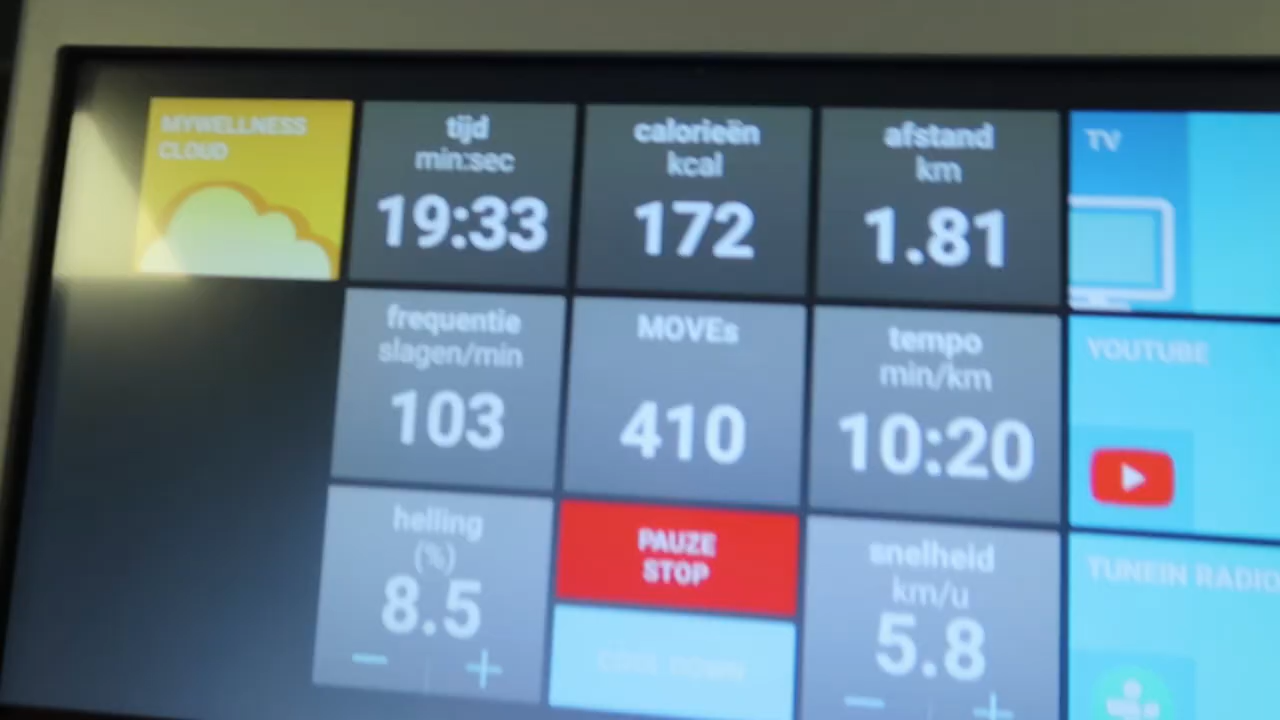 MYWELLNESS
CLOUD
tijd
min:sec
19:33
calorieën
kcal
172
afstand
km
1.81
TV
frequentie
slagen/min
103
MOVEs
410
tempo
min/km
10:20
YOUTUBE
helling
(%)
8.5
PAUZE
STOP
COOL DOWN
snelheid
km/u
5.8
TUNEIN RADIO